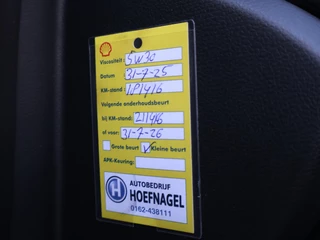 Viscositeit: 5W30
Datum 31-7-25
KM-stand:
Volgende onderhoudsbeurt
bij KM-stand: 211416
of voor: 31-7-26
Grote beurt Kleine beurt
APK-Keuring:
AUTOBEDRIJF
HOEFNAGEL
0162-438111